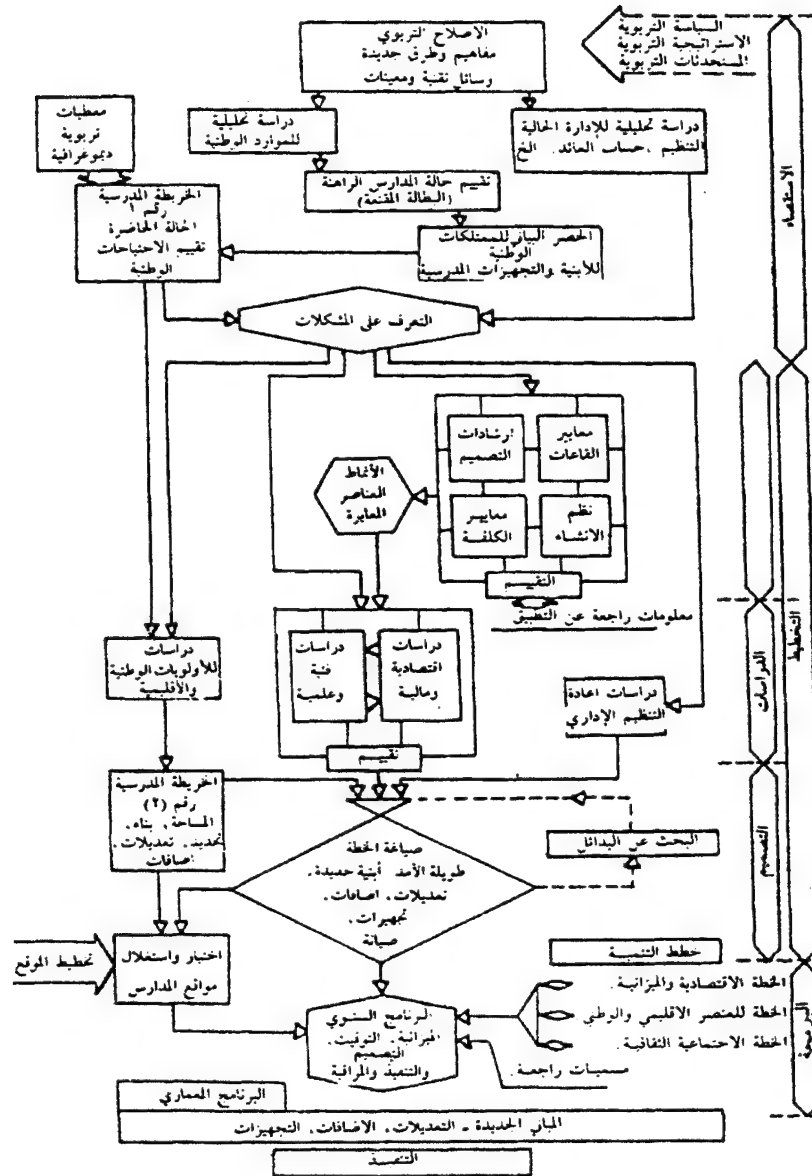 السياسة التربوية
الاستراتيجية التربوية
المستحدثات التربوية
الاصلاح التربوي
مفاهيم وطرق جديدة
وسائل تقنية ومعينات
معطيات
تربوية
ديموغرافية
دراسة تحليلية
للموارد الوطنية
دراسة تحليلية للإدارة الحالية
التنظيم ، حساب العائد. الخ
تقييم حالة المدارس الراهنة
(البطالة المقنعة)
الخريطة المدرسية
رقم ١
الحالة الحاضرة
تقييم الاحتياجات
الوطنية
الحصر البياني للممتلكات
الوطنية
للأبنية والتجهيزات المدرسية
الاستقصاء
التعرف على المشكلات
ارشادات
التصميم
معايير
القاعات
معايير
الكلفة
نظم
الانشاء
التقييم
معلومات راجعة عن التطبيق
الأنماط
العناصر
المعايرة
دراسات
للأولويات الوطنية
والأقليمية
دراسات
فنية
وعلمية
دراسات
اقتصادية
ومالية
تقييم
دراسات اعادة
التنظيم الإداري
الدراسات
التخطيط
التصميم
الخريطة المدرسية
رقم (٢)
المساحة، بناء،
تجديد، تعديلات،
اضافات
صياغة الخطة
طويلة الأمد أبنية جديدة،
تعديلات، اضافات،
تجهيزات،
صيانة
البحث عن البدائل
تخطيط الموقع
اختيار واستغلال
مواقع المدارس
خطط التنمية
الخطة الاقتصادية والميزانية.
الخطة للعنصر الاقليمي والوطني.
الخطة الاجتماعية الثقافية.
البرمجة
البرنامج السنوي
الميزانية، التوقيت،
التصميم
والتنفيذ والمراقبة
راجعة.
البرنامج المعماري
المباني الجديدة - التعديلات، الاضافات، التجهيزات
التنفيذ